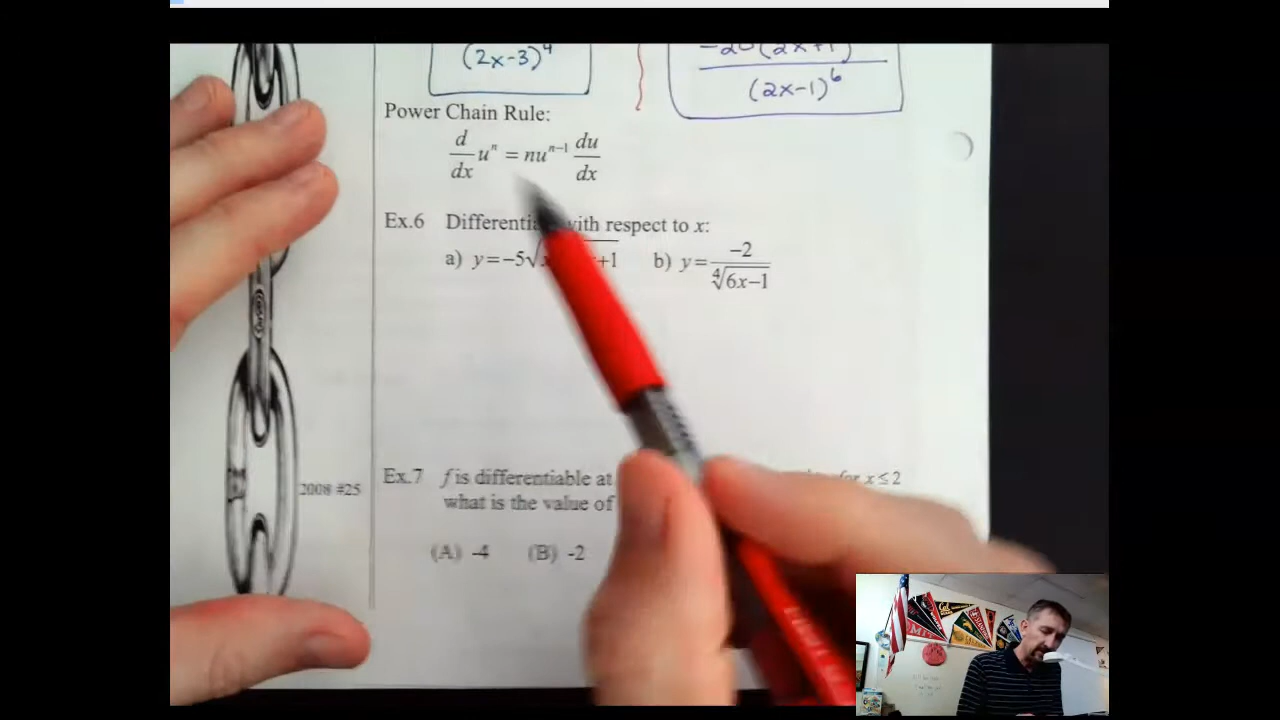 (2x-3)⁴
(2x-1)⁶
Power Chain Rule:
d/dx uⁿ = nuⁿ⁻¹ du/dx
Ex.6 with respect to x:
a) y=-5√ +1 b) y= -2/∜6x-1
2008 #25
Ex.7 f is differentiable at x ≤ 2
what is the value of
(A) -4 (B) -2